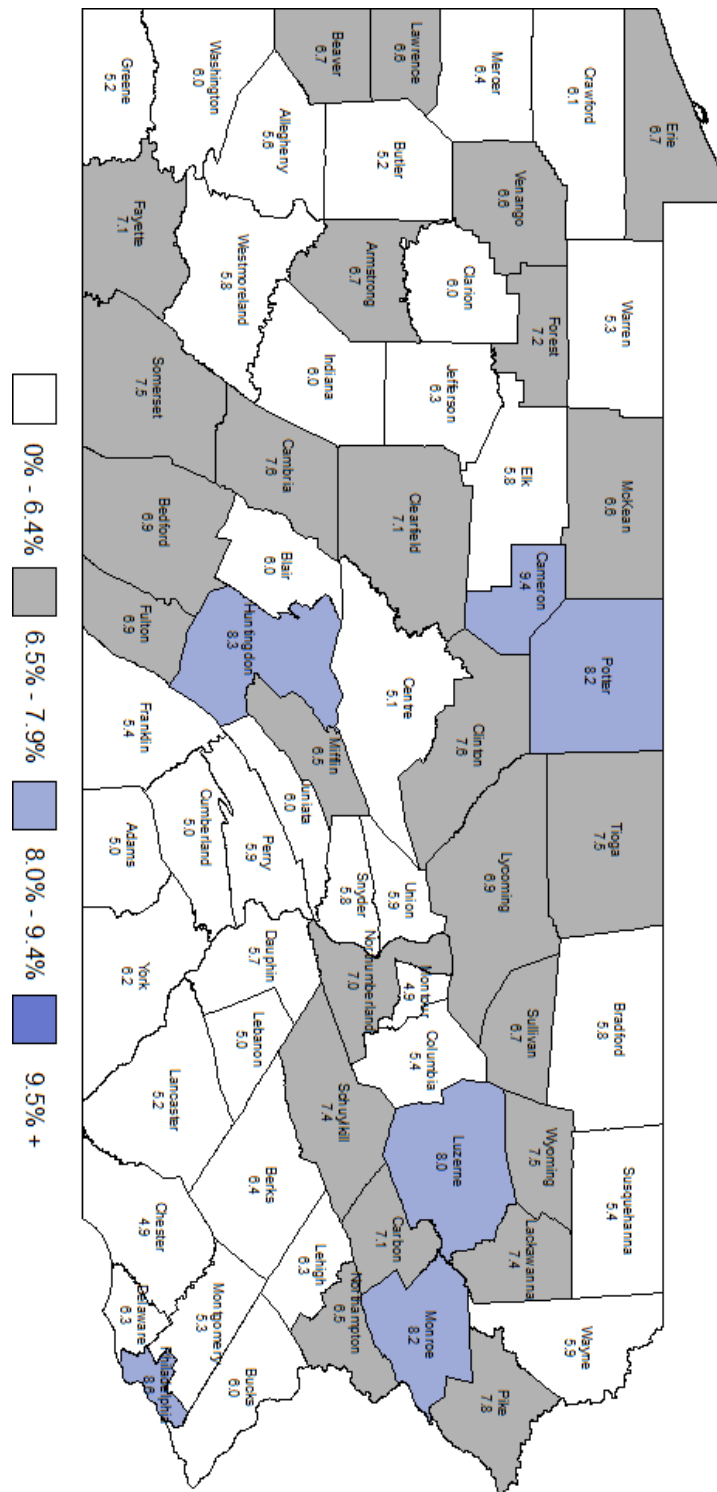 Erie
6.7
Crawford
6.1
Warren
5.3
McKean
6.6
Potter
8.2
Tioga
7.5
Bradford
5.8
Susquehanna
5.4
Wayne
5.9
Mercer
6.4
Venango
6.6
Forest
7.2
Elk
5.8
Cameron
9.4
Clinton
7.6
Lycoming
6.9
Sullivan
6.7
Wyoming
7.5
Lackawanna
7.4
Pike
7.8
Lawrence
6.6
Butler
5.2
Clarion
6.0
Jefferson
6.3
Clearfield
7.1
Centre
5.1
Union
5.9
Montour
4.9
Columbia
5.4
Luzerne
8.0
Monroe
8.2
Beaver
6.7
Armstrong
6.7
Indiana
6.0
Snyder
5.8
Northumberland
7.0
Schuylkill
7.4
Carbon
7.1
Northampton
6.5
Allegheny
5.6
Westmoreland
5.8
Cambria
7.6
Blair
6.0
Huntingdon
8.3
Mifflin
6.5
Juniata
6.0
Perry
5.9
Dauphin
5.7
Lebanon
5.0
Berks
6.4
Lehigh
6.3
Washington
6.0
Cumberland
5.0
Montgomery
5.3
Bucks
6.0
Greene
5.2
Fayette
7.1
Somerset
7.5
Bedford
6.9
Fulton
6.9
Franklin
5.4
Adams
5.0
York
6.2
Lancaster
5.2
Chester
4.9
Delaware
6.3
Philadelphia
8.6
0% - 6.4% 6.5% - 7.9% 8.0% - 9.4% 9.5% +